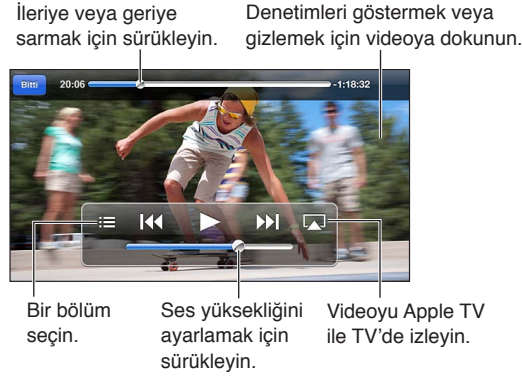 İleriye veya geriye
sarmak için sürükleyin.
Denetimleri göstermek veya
gizlemek için videoya dokunun.
Bitti
20:06
-1:18:32
Bir bölüm
seçin.
Ses yüksekliğini
ayarlamak için
sürükleyin.
Videoyu Apple TV
ile TV’de izleyin.